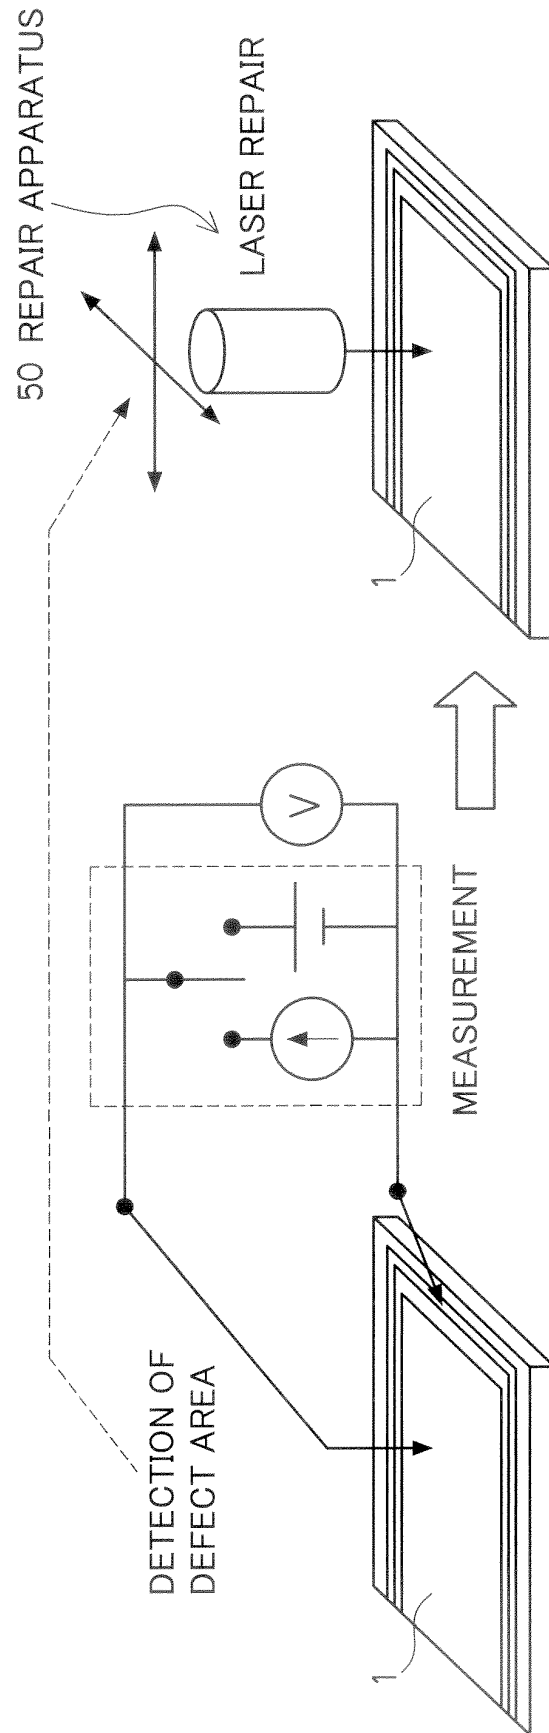 50 REPAIR APPARATUS
LASER REPAIR
1
V
MEASUREMENT
DETECTION OF
DEFECT AREA
1